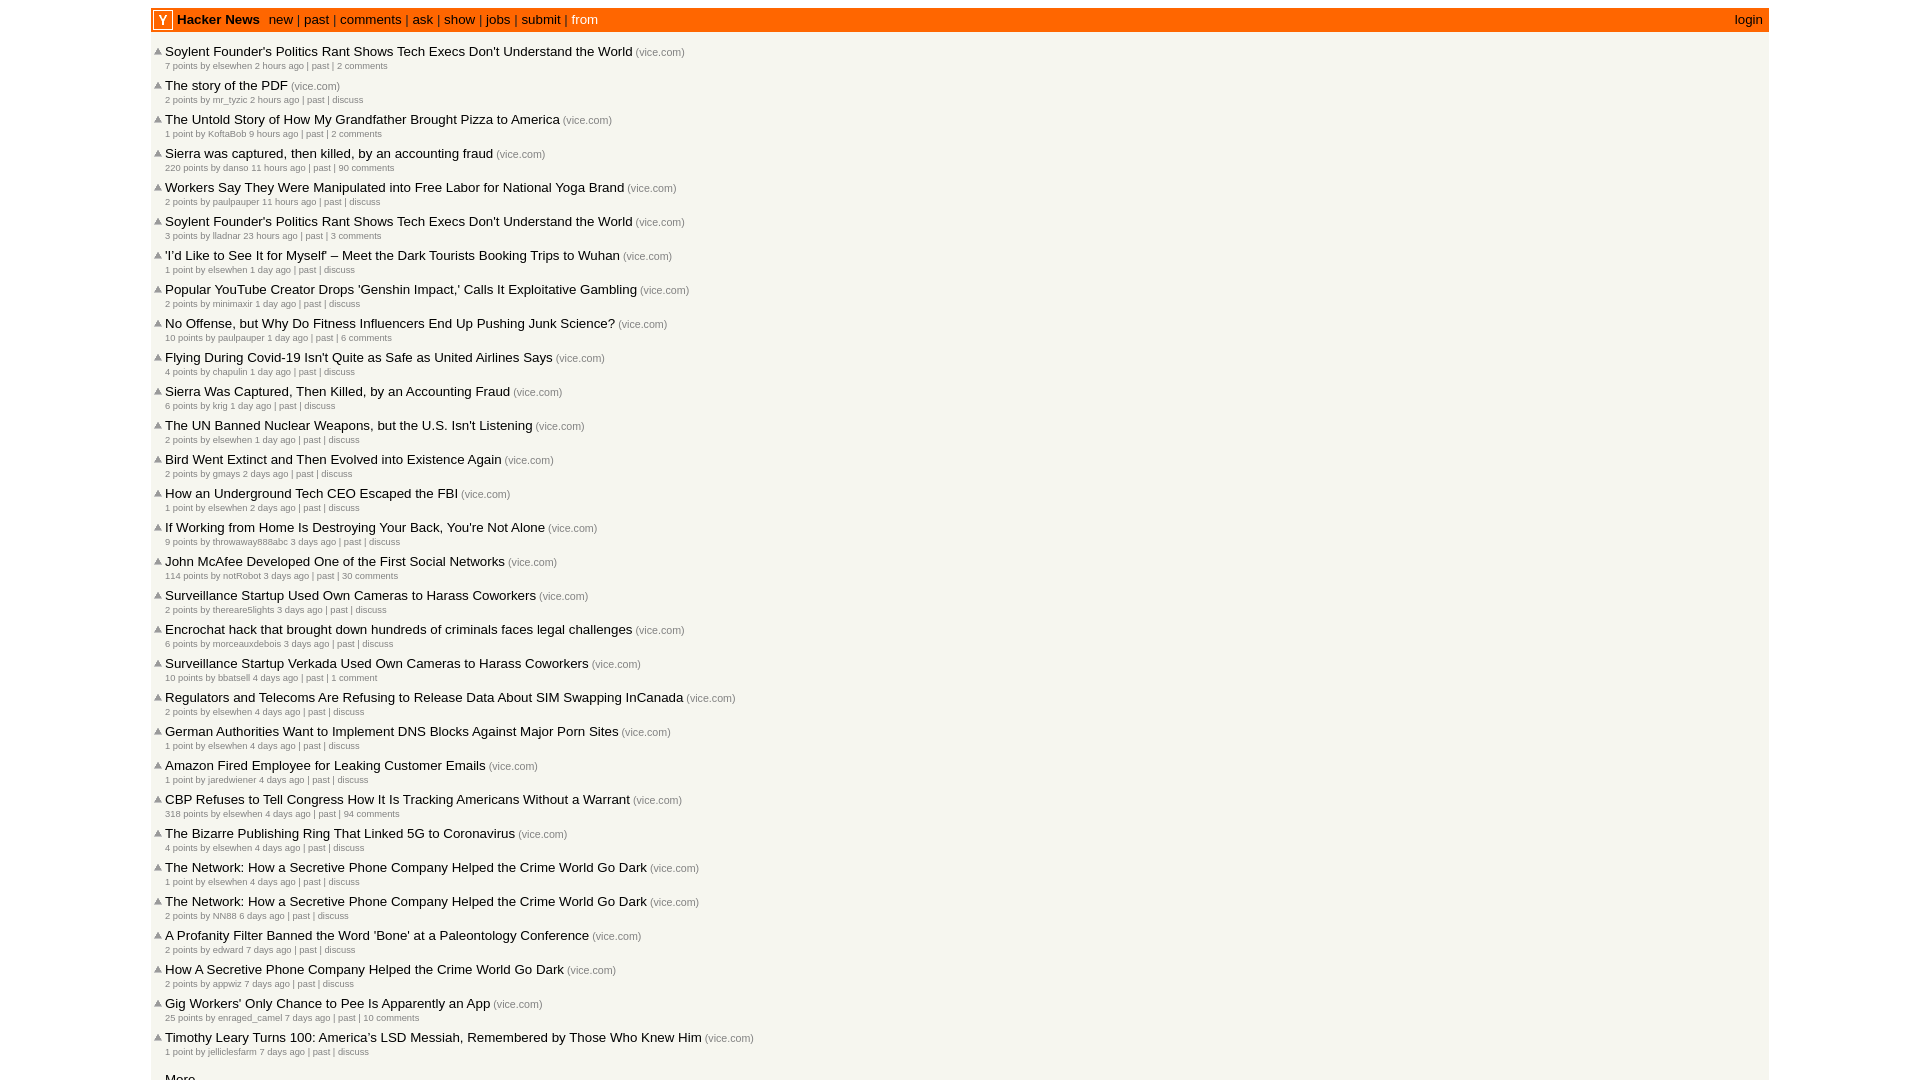 Y Hacker News new | past | comments | ask | show | jobs | submit | from login
Soylent Founder's Politics Rant Shows Tech Execs Don't Understand the World (vice.com)
7 points by elsewhen 2 hours ago | past | 2 comments
The story of the PDF (vice.com)
2 points by mr_tyzic 2 hours ago | past | discuss
The Untold Story of How My Grandfather Brought Pizza to America (vice.com)
1 point by KoftaBob 9 hours ago | past | 2 comments
Sierra was captured, then killed, by an accounting fraud (vice.com)
220 points by danso 11 hours ago | past | 90 comments
Workers Say They Were Manipulated into Free Labor for National Yoga Brand (vice.com)
2 points by paulpauper 11 hours ago | past | discuss
Soylent Founder's Politics Rant Shows Tech Execs Don't Understand the World (vice.com)
3 points by lladnar 23 hours ago | past | 3 comments
'I’d Like to See It for Myself' – Meet the Dark Tourists Booking Trips to Wuhan (vice.com)
1 point by elsewhen 1 day ago | past | discuss
Popular YouTube Creator Drops 'Genshin Impact,' Calls It Exploitative Gambling (vice.com)
2 points by minimaxir 1 day ago | past | discuss
No Offense, but Why Do Fitness Influencers End Up Pushing Junk Science? (vice.com)
10 points by paulpauper 1 day ago | past | 6 comments
Flying During Covid-19 Isn't Quite as Safe as United Airlines Says (vice.com)
4 points by chapulin 1 day ago | past | discuss
Sierra Was Captured, Then Killed, by an Accounting Fraud (vice.com)
6 points by krig 1 day ago | past | discuss
The UN Banned Nuclear Weapons, but the U.S. Isn't Listening (vice.com)
2 points by elsewhen 1 day ago | past | discuss
Bird Went Extinct and Then Evolved into Existence Again (vice.com)
2 points by gmays 2 days ago | past | discuss
How an Underground Tech CEO Escaped the FBI (vice.com)
1 point by elsewhen 2 days ago | past | discuss
If Working from Home Is Destroying Your Back, You're Not Alone (vice.com)
9 points by throwaway888abc 3 days ago | past | discuss
John McAfee Developed One of the First Social Networks (vice.com)
114 points by notRobot 3 days ago | past | 30 comments
Surveillance Startup Used Own Cameras to Harass Coworkers (vice.com)
2 points by thereare5lights 3 days ago | past | discuss
Encrochat hack that brought down hundreds of criminals faces legal challenges (vice.com)
6 points by morceauxdebois 3 days ago | past | discuss
Surveillance Startup Verkada Used Own Cameras to Harass Coworkers (vice.com)
10 points by bbatsell 4 days ago | past | 1 comment
Regulators and Telecoms Are Refusing to Release Data About SIM Swapping InCanada (vice.com)
2 points by elsewhen 4 days ago | past | discuss
German Authorities Want to Implement DNS Blocks Against Major Porn Sites (vice.com)
1 point by elsewhen 4 days ago | past | discuss
Amazon Fired Employee for Leaking Customer Emails (vice.com)
1 point by jaredwiener 4 days ago | past | discuss
CBP Refuses to Tell Congress How It Is Tracking Americans Without a Warrant (vice.com)
318 points by elsewhen 4 days ago | past | 94 comments
The Bizarre Publishing Ring That Linked 5G to Coronavirus (vice.com)
4 points by elsewhen 4 days ago | past | discuss
The Network: How a Secretive Phone Company Helped the Crime World Go Dark (vice.com)
1 point by elsewhen 4 days ago | past | discuss
The Network: How a Secretive Phone Company Helped the Crime World Go Dark (vice.com)
2 points by NN88 6 days ago | past | discuss
A Profanity Filter Banned the Word 'Bone' at a Paleontology Conference (vice.com)
2 points by edward 7 days ago | past | discuss
How A Secretive Phone Company Helped the Crime World Go Dark (vice.com)
2 points by appwiz 7 days ago | past | discuss
Gig Workers' Only Chance to Pee Is Apparently an App (vice.com)
25 points by enraged_camel 7 days ago | past | 10 comments
Timothy Leary Turns 100: America’s LSD Messiah, Remembered by Those Who Knew Him (vice.com)
1 point by jelliclesfarm 7 days ago | past | discuss
More